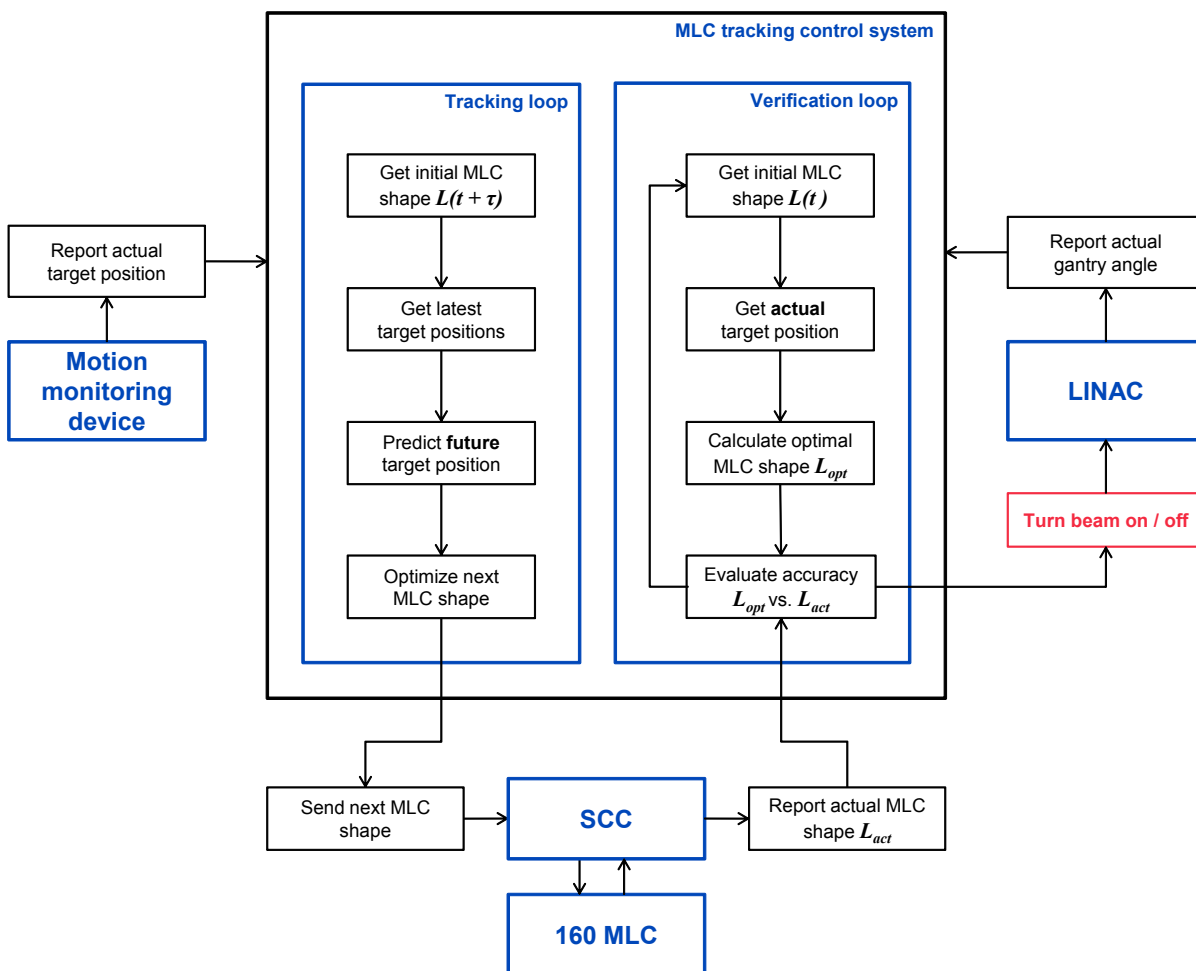 MLC tracking control system
Tracking loop
Get initial MLC
shape L(t + τ)
Get latest
target positions
Predict future
target position
Optimize next
MLC shape
Verification loop
Get initial MLC
shape L(t )
Get actual
target position
Calculate optimal
MLC shape Lopt
Evaluate accuracy
Lopt vs. Lact
Report actual
target position
Motion
monitoring
device
Report actual
gantry angle
LINAC
Turn beam on / off
Send next MLC
shape
SCC
Report actual MLC
shape Lact
160 MLC